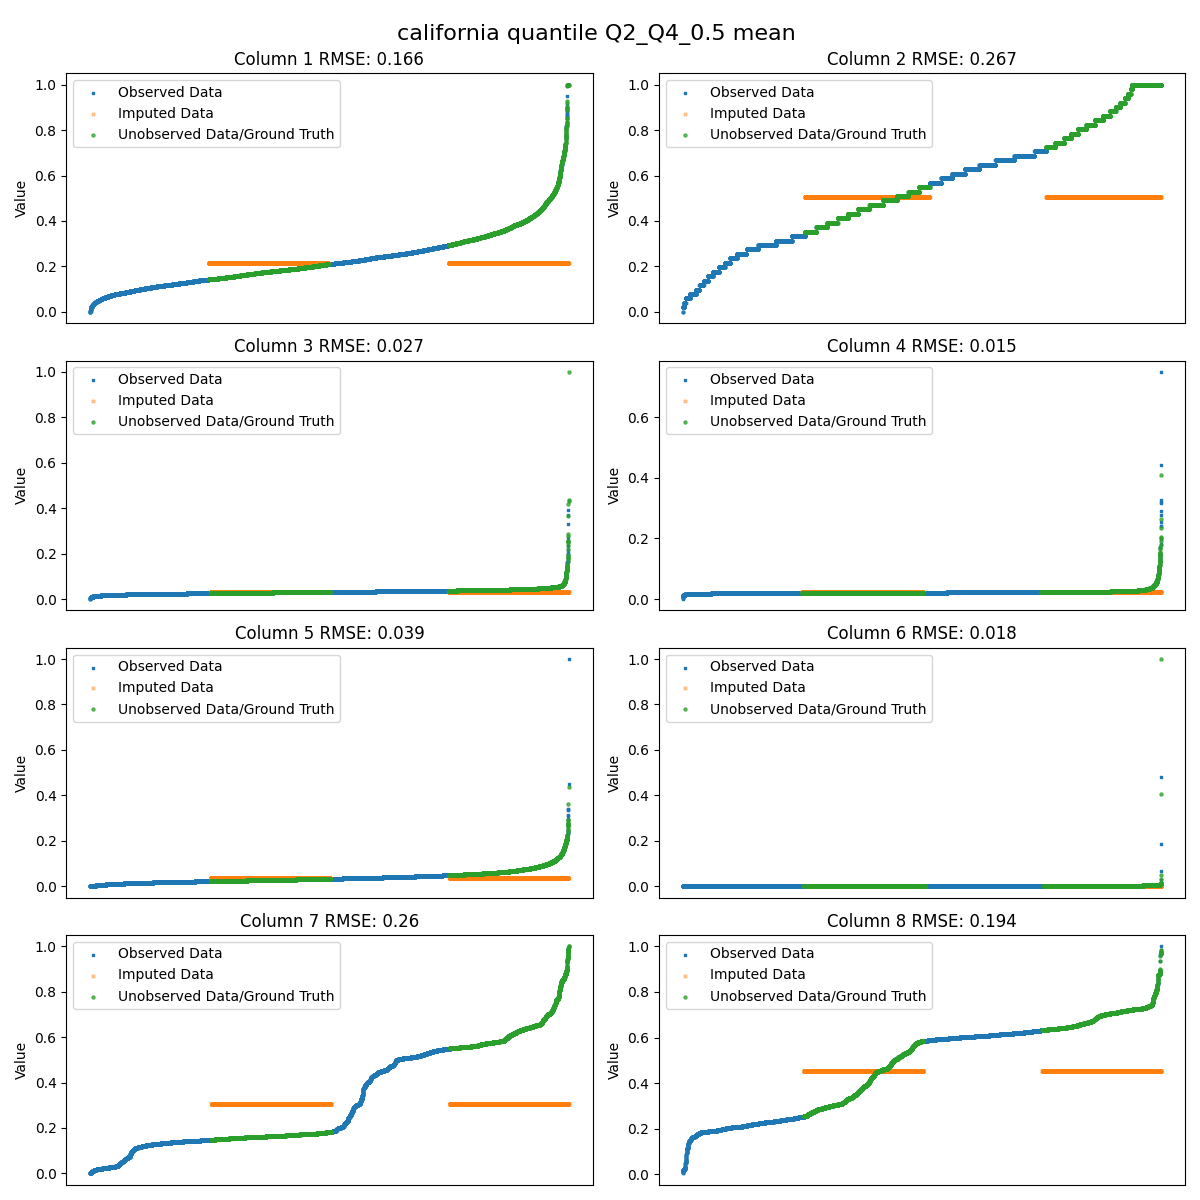 california quantile Q2_Q4_0.5 mean
Column 1 RMSE: 0.166
1.0
0.8
0.6
0.4
0.2
0.0
Value
Observed Data
Imputed Data
Unobserved Data/Ground Truth
Column 2 RMSE: 0.267
1.0
0.8
0.6
0.4
0.2
0.0
Value
Observed Data
Imputed Data
Unobserved Data/Ground Truth
Column 3 RMSE: 0.027
1.0
0.8
0.6
0.4
0.2
0.0
Value
Observed Data
Imputed Data
Unobserved Data/Ground Truth
Column 4 RMSE: 0.015
0.6
0.4
0.2
0.0
Value
Observed Data
Imputed Data
Unobserved Data/Ground Truth
Column 5 RMSE: 0.039
1.0
0.8
0.6
0.4
0.2
0.0
Value
Observed Data
Imputed Data
Unobserved Data/Ground Truth
Column 6 RMSE: 0.018
1.0
0.8
0.6
0.4
0.2
0.0
Value
Observed Data
Imputed Data
Unobserved Data/Ground Truth
Column 7 RMSE: 0.26
1.0
0.8
0.6
0.4
0.2
0.0
Value
Observed Data
Imputed Data
Unobserved Data/Ground Truth
Column 8 RMSE: 0.194
1.0
0.8
0.6
0.4
0.2
0.0
Value
Observed Data
Imputed Data
Unobserved Data/Ground Truth